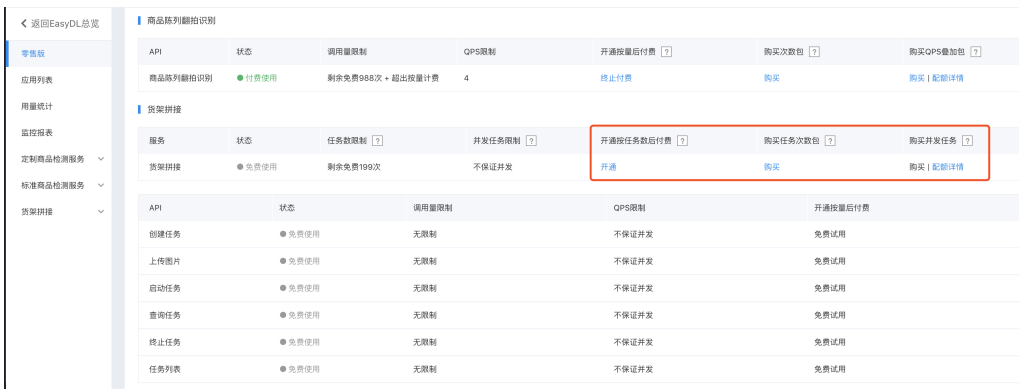 返回EasyDL总览
零售版
应用列表
用量统计
监控报表
定制商品检测服务
标准商品检测服务
货架拼接
商品陈列翻拍识别
API 状态 调用量限制 QPS限制 开通按量后付费 ? 购买次数包 ? 购买QPS叠加包 ?
商品陈列翻拍识别 付费使用 剩余免费988次 + 超出按量计费 4 终止付费 购买 购买 | 配额详情
货架拼接
服务 状态 任务数限制 ? 并发任务限制 ? 开通按任务数后付费 ? 购买任务次数包 ? 购买并发任务 ?
货架拼接 免费使用 剩余免费199次 不保证并发 开通 购买 购买 | 配额详情
API 状态 调用量限制 QPS限制 开通按量后付费
创建任务 免费使用 无限制 不保证并发 免费试用
上传图片 免费使用 无限制 不保证并发 免费试用
启动任务 免费使用 无限制 不保证并发 免费试用
查询任务 免费使用 无限制 不保证并发 免费试用
终止任务 免费使用 无限制 不保证并发 免费试用
任务列表 免费使用 无限制 不保证并发 免费试用